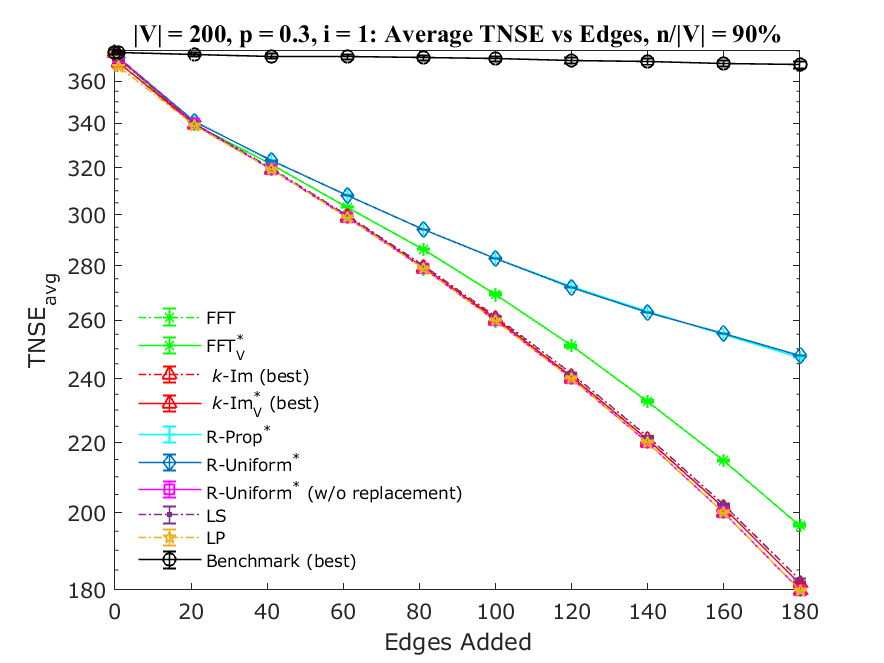 |V| = 200, p = 0.3, i = 1: Average TNSE vs Edges, n/|V| = 90%
360
340
320
300
280
260
240
220
200
180
TNSE_avg
FFT
FFT*_V
k-Im (best)
k-Im*_V (best)
R-Prop*
R-Uniform*
R-Uniform* (w/o replacement)
LS
LP
Benchmark (best)
0 20 40 60 80 100 120 140 160 180
Edges Added